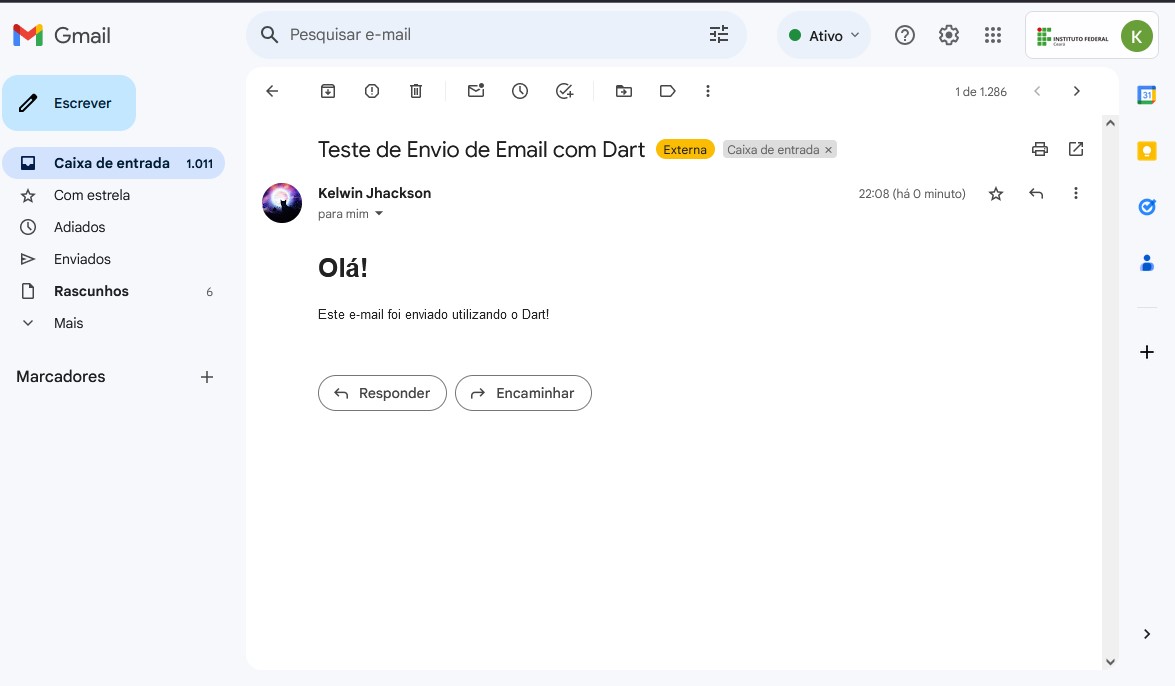 Gmail
Pesquisar e-mail
Ativo
INSTITUTO FEDERAL
Ceará
K
Escrever
1 de 1.286
31
Caixa de entrada 1.011
Com estrela
Adiados
Enviados
Rascunhos 6
Mais
Marcadores
Teste de Envio de Email com Dart Externa Caixa de entrada ×
Kelwin Jhackson 22:08 (há 0 minuto)
para mim
Olá!
Este e-mail foi enviado utilizando o Dart!
Responder Encaminhar